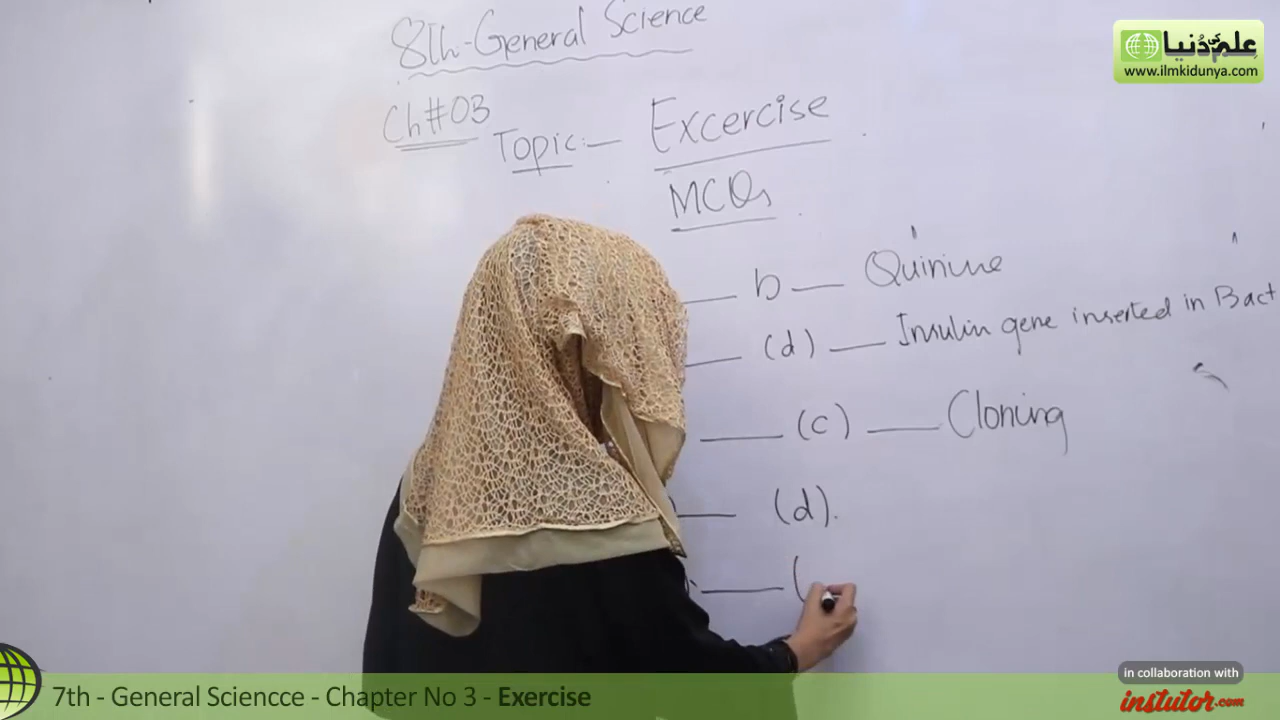 8th-General Science
علم کی دُنیا
www.ilmkidunya.com
Ch#03
Topic:— Excercise
MCQs
b — Quinine
(d) — Insulin gene inserted in Bact
(c) — Cloning
(d).
(
7th - General Sciencce - Chapter No 3 - Exercise
in collaboration with
instutor.com